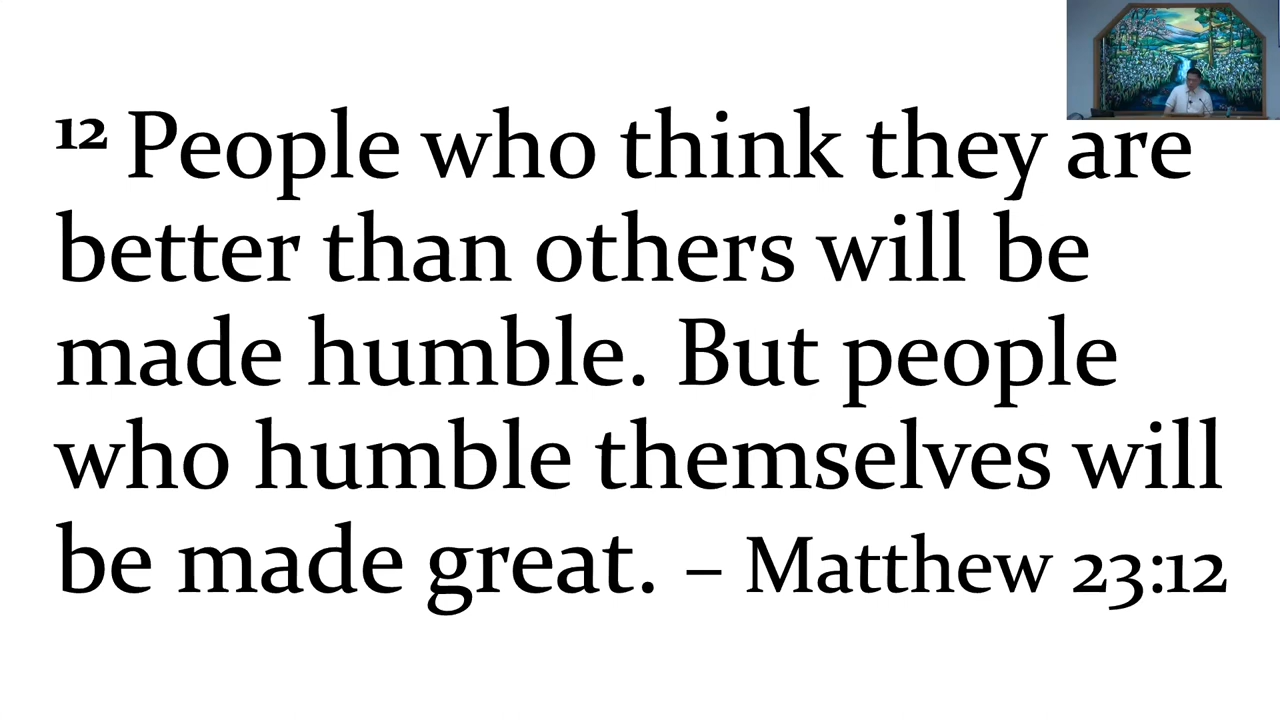 12 People who think they are
better than others will be
made humble. But people
who humble themselves will
be made great. – Matthew 23:12